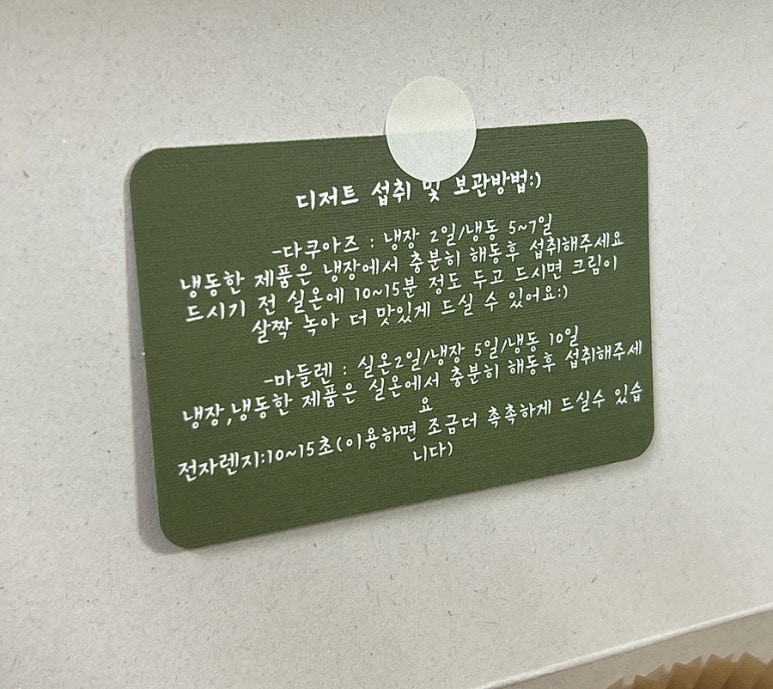 디저트 섭취 및 보관방법:)
-다쿠아즈 : 냉장 2일/냉동 5~7일
냉동한 제품은 냉장에서 충분히 해동후 섭취해주세요
드시기 전 실온에 10~15분 정도 두고 드시면 크림이
살짝 녹아 더 맛있게 드실 수 있어요:)
-마들렌 : 실온2일/냉장 5일/냉동 10일
냉장,냉동한 제품은 실온에서 충분히 해동후 섭취해주세
요
전자렌지:10~15초(이용하면 조금더 촉촉하게 드실수 있습
니다)